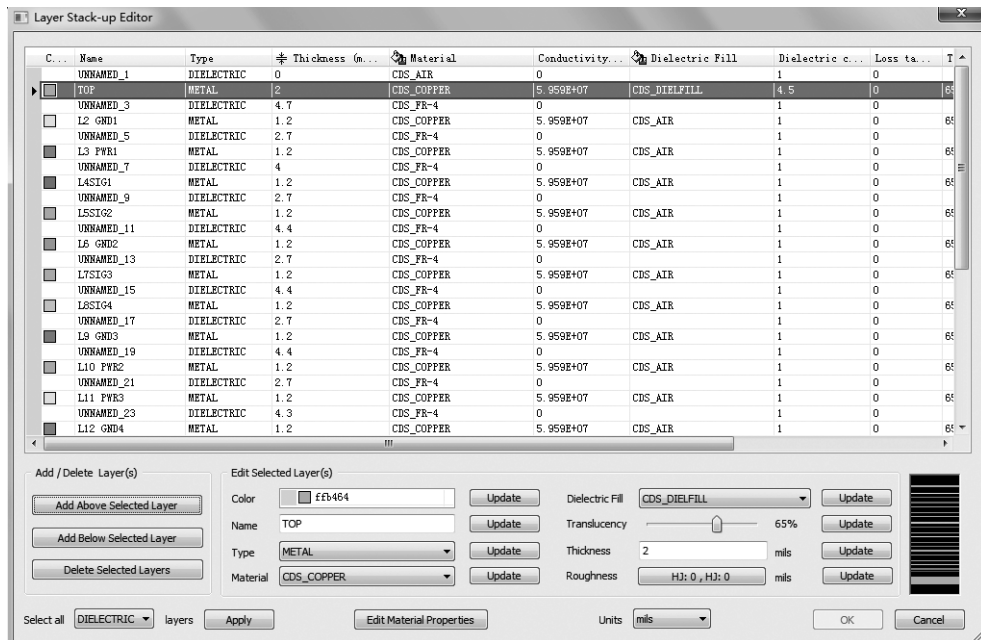 Layer Stack-up Editor
C... Name Type Thickness (m... Material Conductivity... Dielectric Fill Dielectric c... Loss ta... T
UNNAMED_1 DIELECTRIC 0 CDS_AIR 0 1 0
TOP METAL 2 CDS_COPPER 5.959E+07 CDS_DIELFILL 4.5 0 65
UNNAMED_3 DIELECTRIC 4.7 CDS_FR-4 0 1 0
L2 GND1 METAL 1.2 CDS_COPPER 5.959E+07 CDS_AIR 1 0 65
UNNAMED_5 DIELECTRIC 2.7 CDS_FR-4 0 1 0
L3 PWR1 METAL 1.2 CDS_COPPER 5.959E+07 CDS_AIR 1 0 65
UNNAMED_7 DIELECTRIC 4 CDS_FR-4 0 1 0
L4SIG1 METAL 1.2 CDS_COPPER 5.959E+07 CDS_AIR 1 0 65
UNNAMED_9 DIELECTRIC 2.7 CDS_FR-4 0 1 0
L5SIG2 METAL 1.2 CDS_COPPER 5.959E+07 CDS_AIR 1 0 65
UNNAMED_11 DIELECTRIC 4.4 CDS_FR-4 0 1 0
L6 GND2 METAL 1.2 CDS_COPPER 5.959E+07 CDS_AIR 1 0 65
UNNAMED_13 DIELECTRIC 2.7 CDS_FR-4 0 1 0
L7SIG3 METAL 1.2 CDS_COPPER 5.959E+07 CDS_AIR 1 0 65
UNNAMED_15 DIELECTRIC 4.4 CDS_FR-4 0 1 0
L8SIG4 METAL 1.2 CDS_COPPER 5.959E+07 CDS_AIR 1 0 65
UNNAMED_17 DIELECTRIC 2.7 CDS_FR-4 0 1 0
L9 GND3 METAL 1.2 CDS_COPPER 5.959E+07 CDS_AIR 1 0 65
UNNAMED_19 DIELECTRIC 4.4 CDS_FR-4 0 1 0
L10 PWR2 METAL 1.2 CDS_COPPER 5.959E+07 CDS_AIR 1 0 65
UNNAMED_21 DIELECTRIC 2.7 CDS_FR-4 0 1 0
L11 PWR3 METAL 1.2 CDS_COPPER 5.959E+07 CDS_AIR 1 0 65
UNNAMED_23 DIELECTRIC 4.3 CDS_FR-4 0 1 0
L12 GND4 METAL 1.2 CDS_COPPER 5.959E+07 CDS_AIR 1 0 65
Add / Delete Layer(s) Edit Selected Layer(s)
Color ffb464 Update Dielectric Fill CDS_DIELFILL Update
Add Above Selected Layer
Name TOP Update Translucency 65% Update
Add Below Selected Layer
Type METAL Update Thickness 2 mils Update
Delete Selected Layers
Material CDS_COPPER Update Roughness HJ: 0 , HJ: 0 mils Update
Select all DIELECTRIC layers Apply Edit Material Properties Units mils OK Cancel